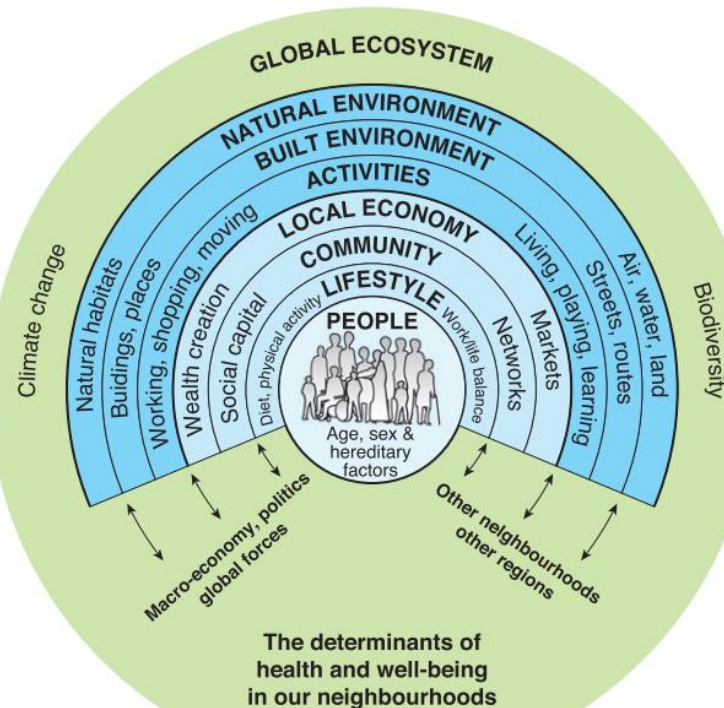 GLOBAL ECOSYSTEM
NATURAL ENVIRONMENT
BUILT ENVIRONMENT
ACTIVITIES
LOCAL ECONOMY
COMMUNITY
LIFESTYLE
PEOPLE
Age, sex &
hereditary
factors
Climate change
Natural habitats
Buidings, places
Working, shopping, moving
Wealth creation
Social capital
Diet, physical activity
Work/life balance
Networks
Markets
Living, playing, learning
Streets, routes
Air, water, land
Biodiversity
Macro-economy, politics
global forces
Other neighbourhoods
other regions
The determinants of
health and well-being
in our neighbourhoods